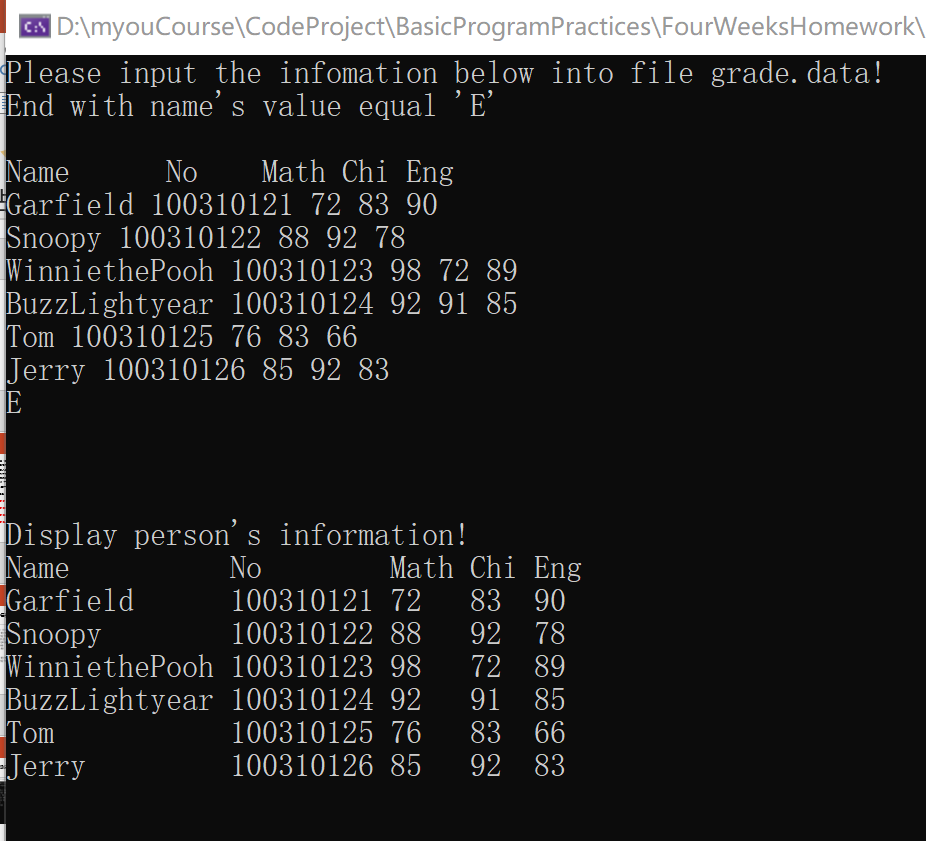 D:\myouCourse\CodeProject\BasicProgramPractices\FourWeeksHomework\
Please input the infomation below into file grade.data!
End with name's value equal 'E'
Name No Math Chi Eng
Garfield 100310121 72 83 90
Snoopy 100310122 88 92 78
WinniethePooh 100310123 98 72 89
BuzzLightyear 100310124 92 91 85
Tom 100310125 76 83 66
Jerry 100310126 85 92 83
E
Display person's information!
Name No Math Chi Eng
Garfield 100310121 72 83 90
Snoopy 100310122 88 92 78
WinniethePooh 100310123 98 72 89
BuzzLightyear 100310124 92 91 85
Tom 100310125 76 83 66
Jerry 100310126 85 92 83